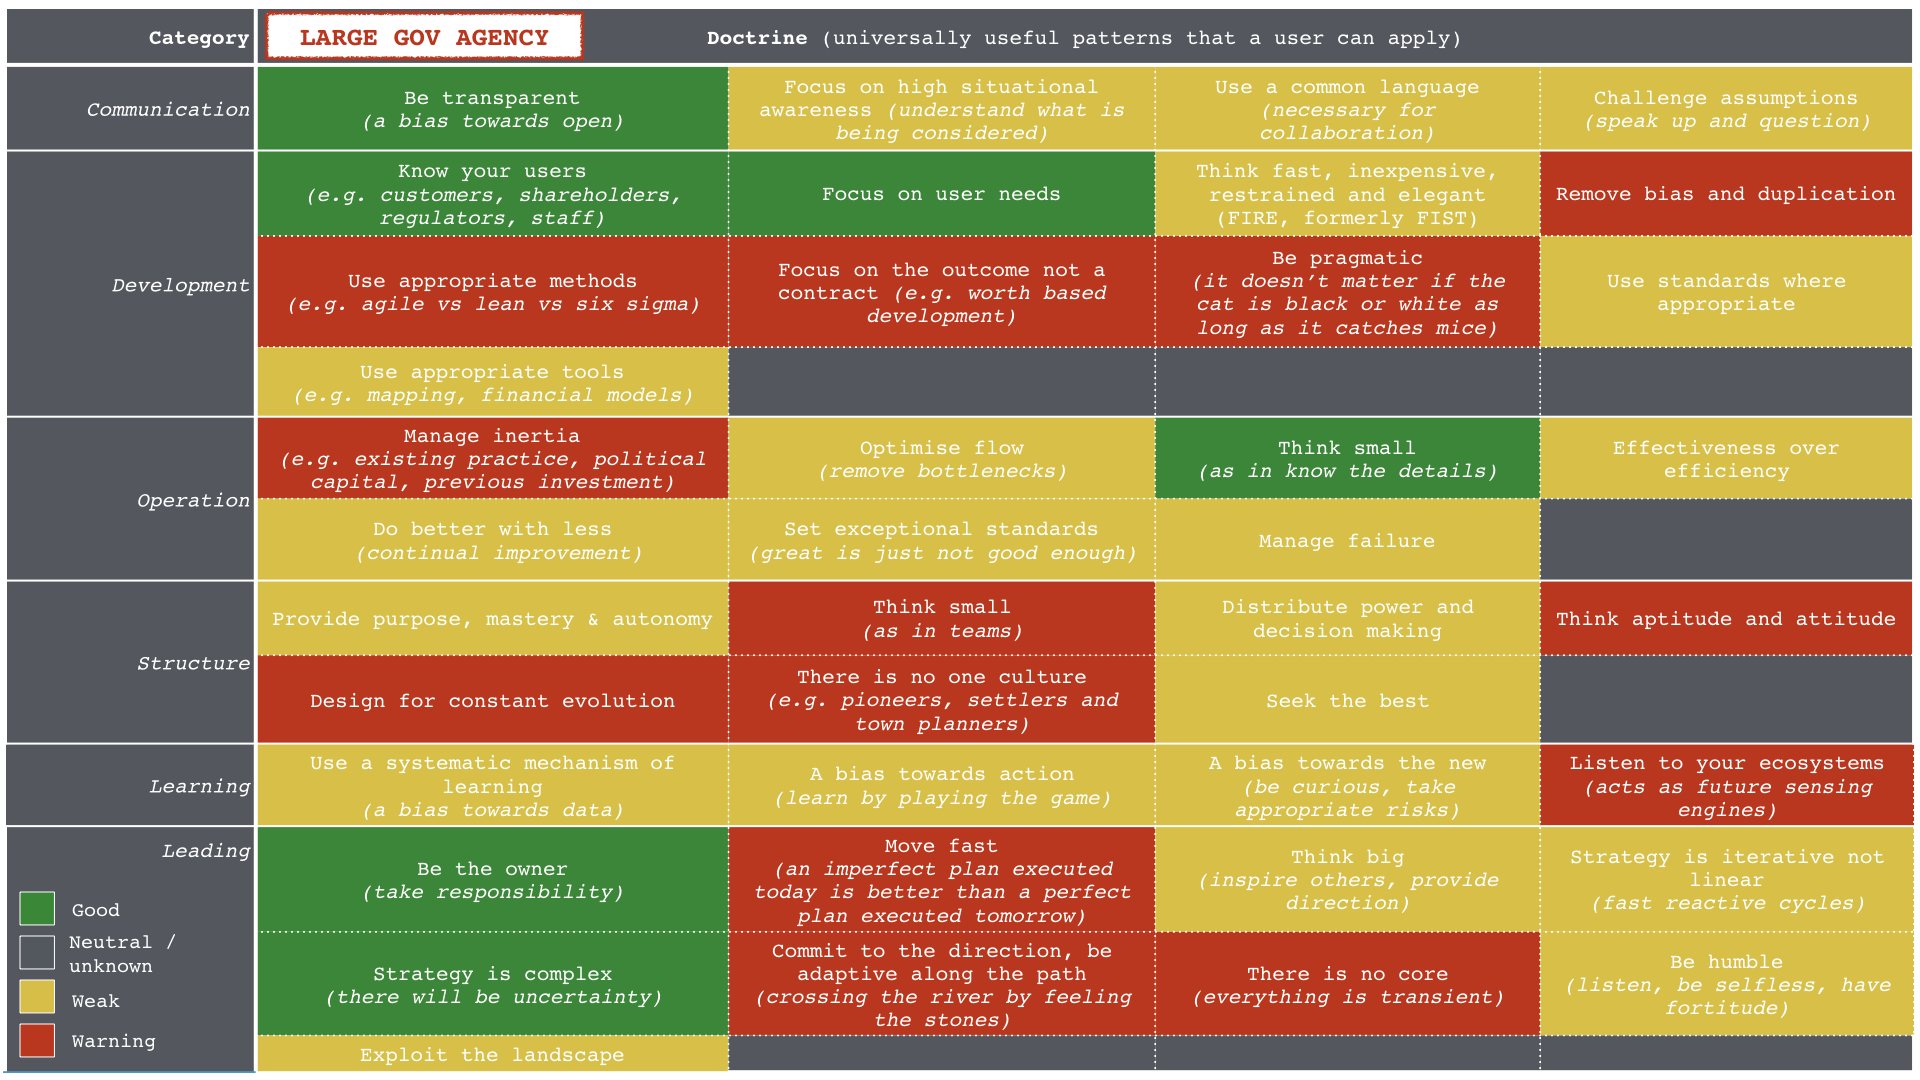 Category
LARGE GOV AGENCY
Doctrine (universally useful patterns that a user can apply)
Communication
Be transparent
(a bias towards open)
Focus on high situational
awareness (understand what is
being considered)
Use a common language
(necessary for
collaboration)
Challenge assumptions
(speak up and question)
Development
Know your users
(e.g. customers, shareholders,
regulators, staff)
Focus on user needs
Think fast, inexpensive,
restrained and elegant
(FIRE, formerly FIST)
Remove bias and duplication
Use appropriate methods
(e.g. agile vs lean vs six sigma)
Focus on the outcome not a
contract (e.g. worth based
development)
Be pragmatic
(it doesn’t matter if the
cat is black or white as
long as it catches mice)
Use standards where
appropriate
Use appropriate tools
(e.g. mapping, financial models)
Operation
Manage inertia
(e.g. existing practice, political
capital, previous investment)
Optimise flow
(remove bottlenecks)
Think small
(as in know the details)
Effectiveness over
efficiency
Do better with less
(continual improvement)
Set exceptional standards
(great is just not good enough)
Manage failure
Structure
Provide purpose, mastery & autonomy
Think small
(as in teams)
Distribute power and
decision making
Think aptitude and attitude
Design for constant evolution
There is no one culture
(e.g. pioneers, settlers and
town planners)
Seek the best
Learning
Use a systematic mechanism of
learning
(a bias towards data)
A bias towards action
(learn by playing the game)
A bias towards the new
(be curious, take
appropriate risks)
Listen to your ecosystems
(acts as future sensing
engines)
Leading
Be the owner
(take responsibility)
Move fast
(an imperfect plan executed
today is better than a perfect
plan executed tomorrow)
Think big
(inspire others, provide
direction)
Strategy is iterative not
linear
(fast reactive cycles)
Strategy is complex
(there will be uncertainty)
Commit to the direction, be
adaptive along the path
(crossing the river by feeling
the stones)
There is no core
(everything is transient)
Be humble
(listen, be selfless, have
fortitude)
Exploit the landscape
Good
Neutral /
unknown
Weak
Warning